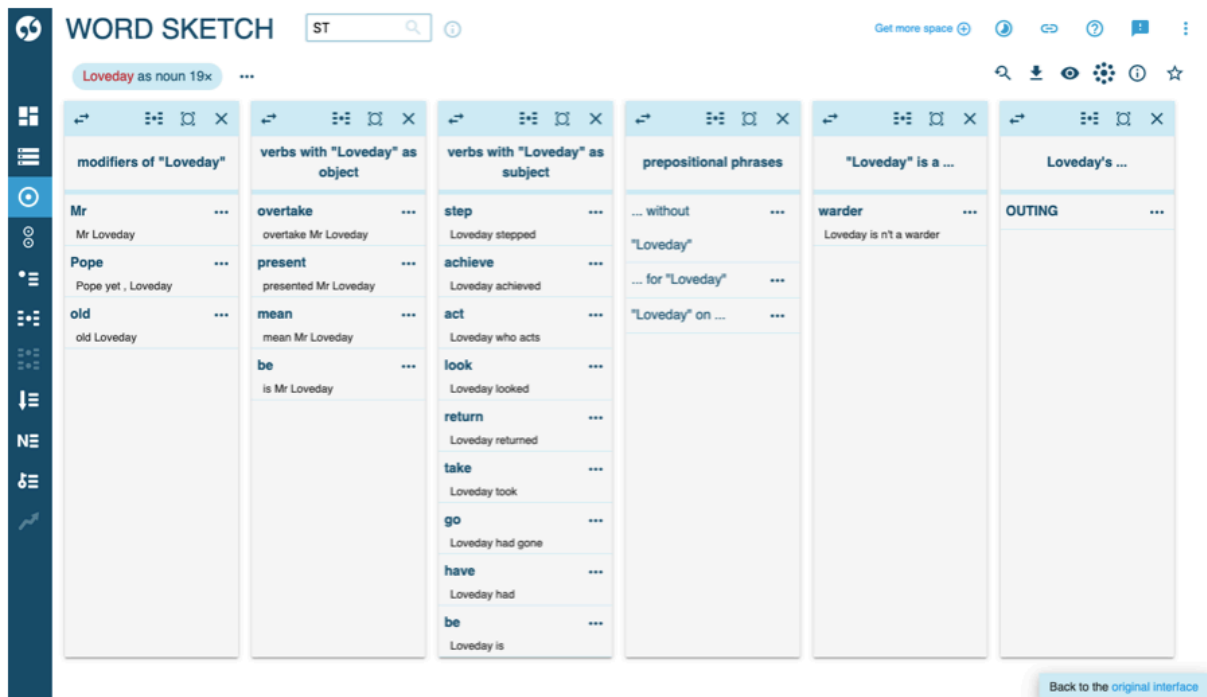 WORD SKETCH
ST
Get more space
Loveday as noun 19×
modifiers of "Loveday"
Mr
Mr Loveday
Pope
Pope yet , Loveday
old
old Loveday
verbs with "Loveday" as
object
overtake
overtake Mr Loveday
present
presented Mr Loveday
mean
mean Mr Loveday
be
is Mr Loveday
verbs with "Loveday" as
subject
step
Loveday stepped
achieve
Loveday achieved
act
Loveday who acts
look
Loveday looked
return
Loveday returned
take
Loveday took
go
Loveday had gone
have
Loveday had
be
Loveday is
prepositional phrases
... without
"Loveday"
... for "Loveday"
"Loveday" on ...
"Loveday" is a ...
warder
Loveday is n't a warder
Loveday's ...
OUTING
Back to the original interface